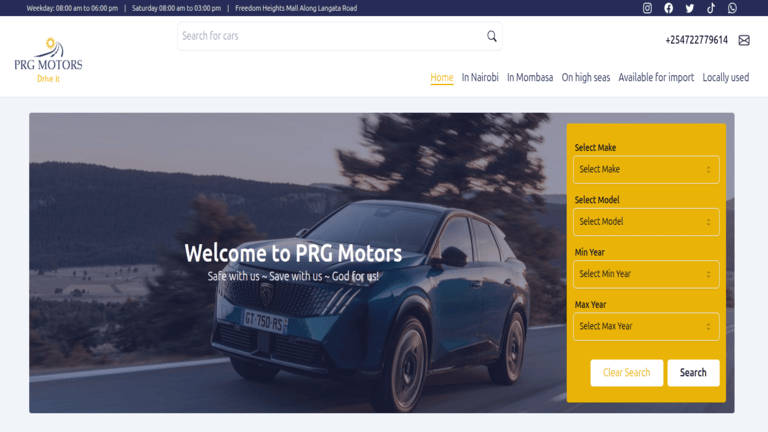 Weekday: 08:00 am to 06:00 pm | Saturday 08:00 am to 03:00 pm | Freedom Heights Mall Along Langata Road
Search for cars
+254722779614
PRG MOTORS
Drive It
Home In Nairobi In Mombasa On high seas Available for import Locally used
Select Make
Select Make
Select Model
Select Model
Min Year
Select Min Year
Max Year
Select Max Year
Clear Search Search
Welcome to PRG Motors
Safe with us ~ Save with us ~ God for us!
GT-750-RS